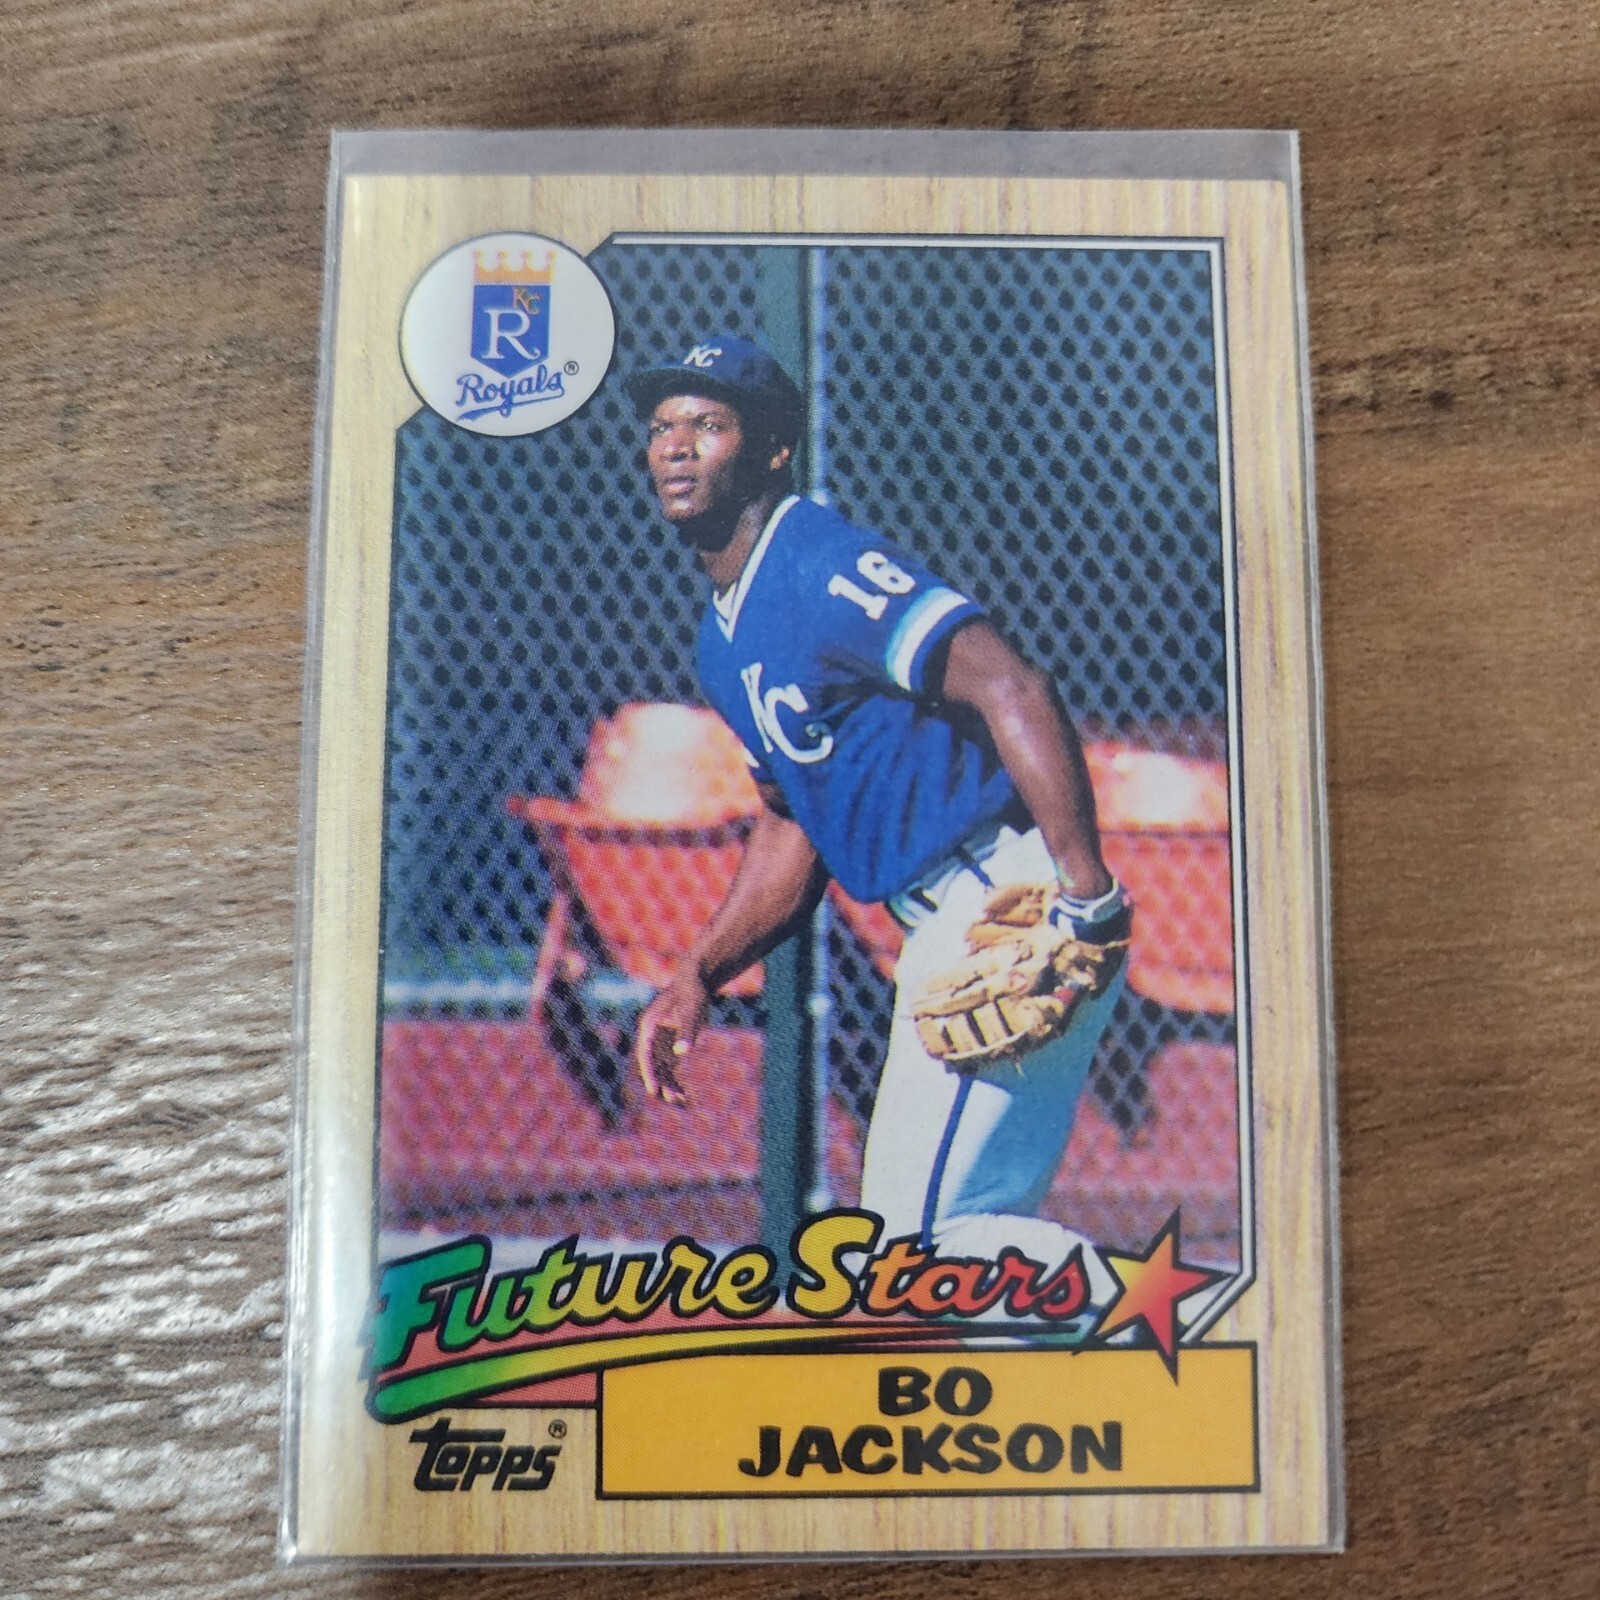 KC
R
Royals®
KC
16
KC
Future Stars
BO
JACKSON
topps®